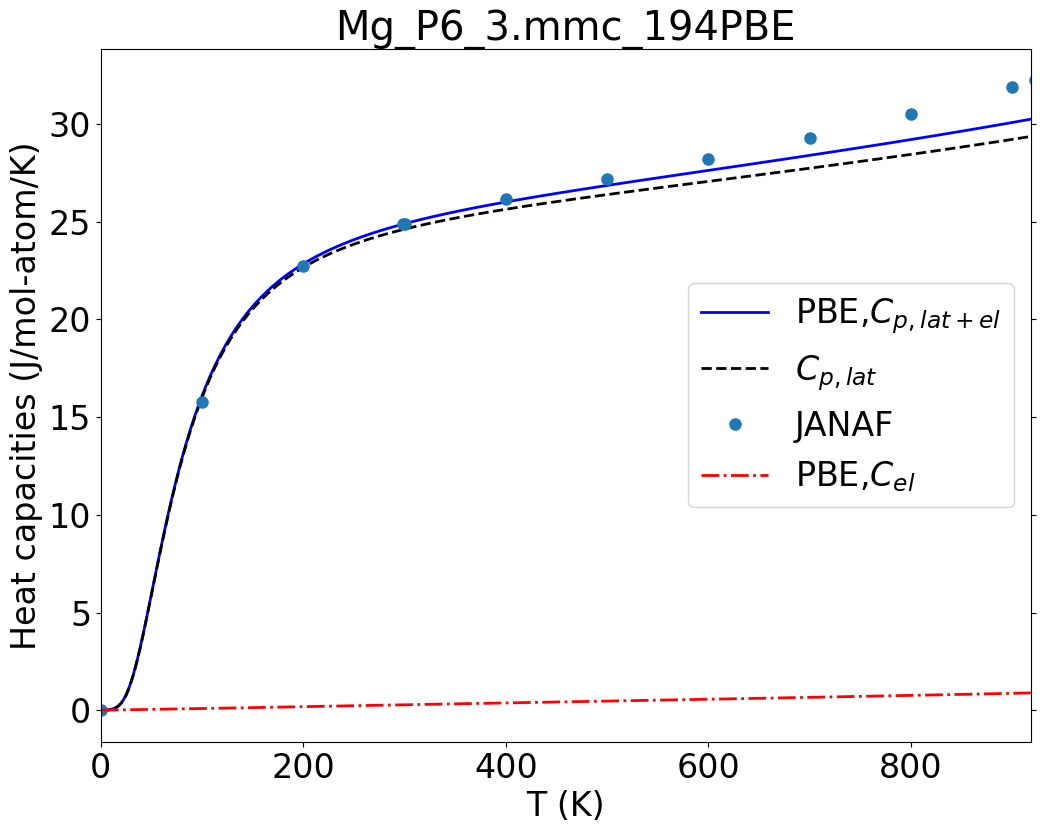 Mg_P6_3.mmc_194PBE
Heat capacities (J/mol-atom/K)
30
25
20
15
10
5
0
PBE,C_{p,lat+el}
C_{p,lat}
JANAF
PBE,C_{el}
0 200 400 600 800
T (K)